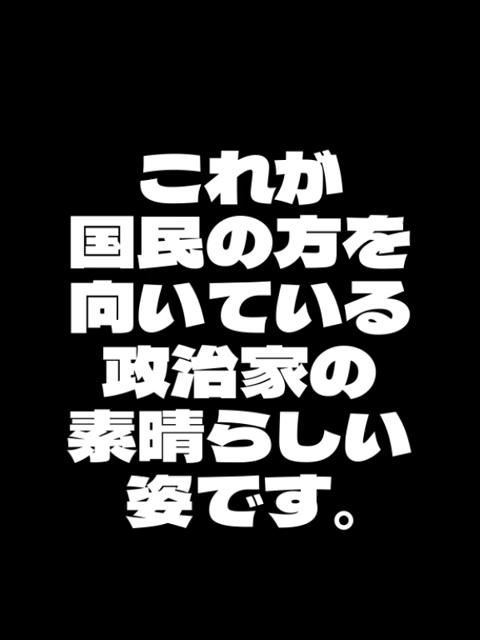 これが
国民の方を
向いている
政治家の
素晴らしい
姿です。